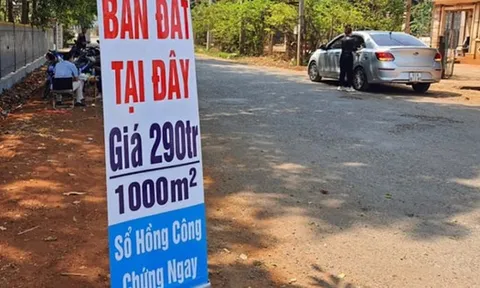 BÁN ĐẤT
TẠI ĐÂY
Giá 290tr
1000m²
Sổ Hồng Công
Chứng Ngay